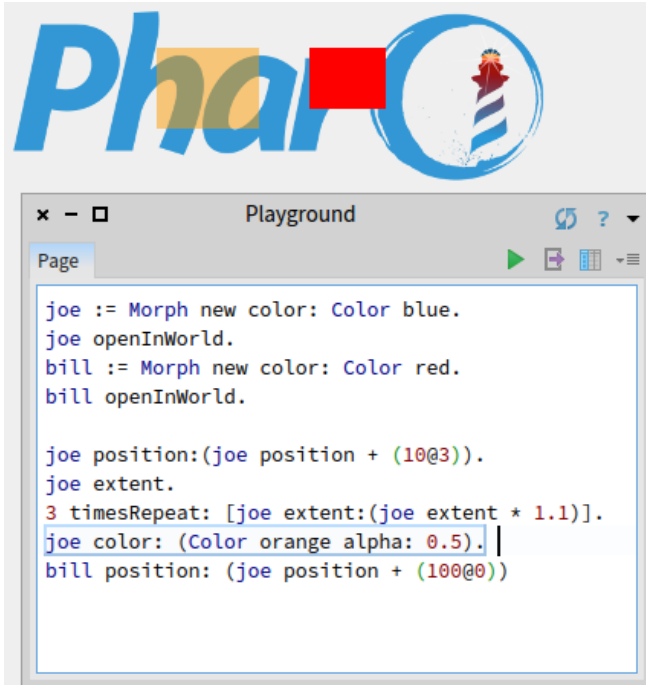 Pharo
Playground
?
Page
joe := Morph new color: Color blue.
joe openInWorld.
bill := Morph new color: Color red.
bill openInWorld.
joe position:(joe position + (10@3)).
joe extent.
3 timesRepeat: [joe extent:(joe extent * 1.1)].
joe color: (Color orange alpha: 0.5).
bill position: (joe position + (100@0))